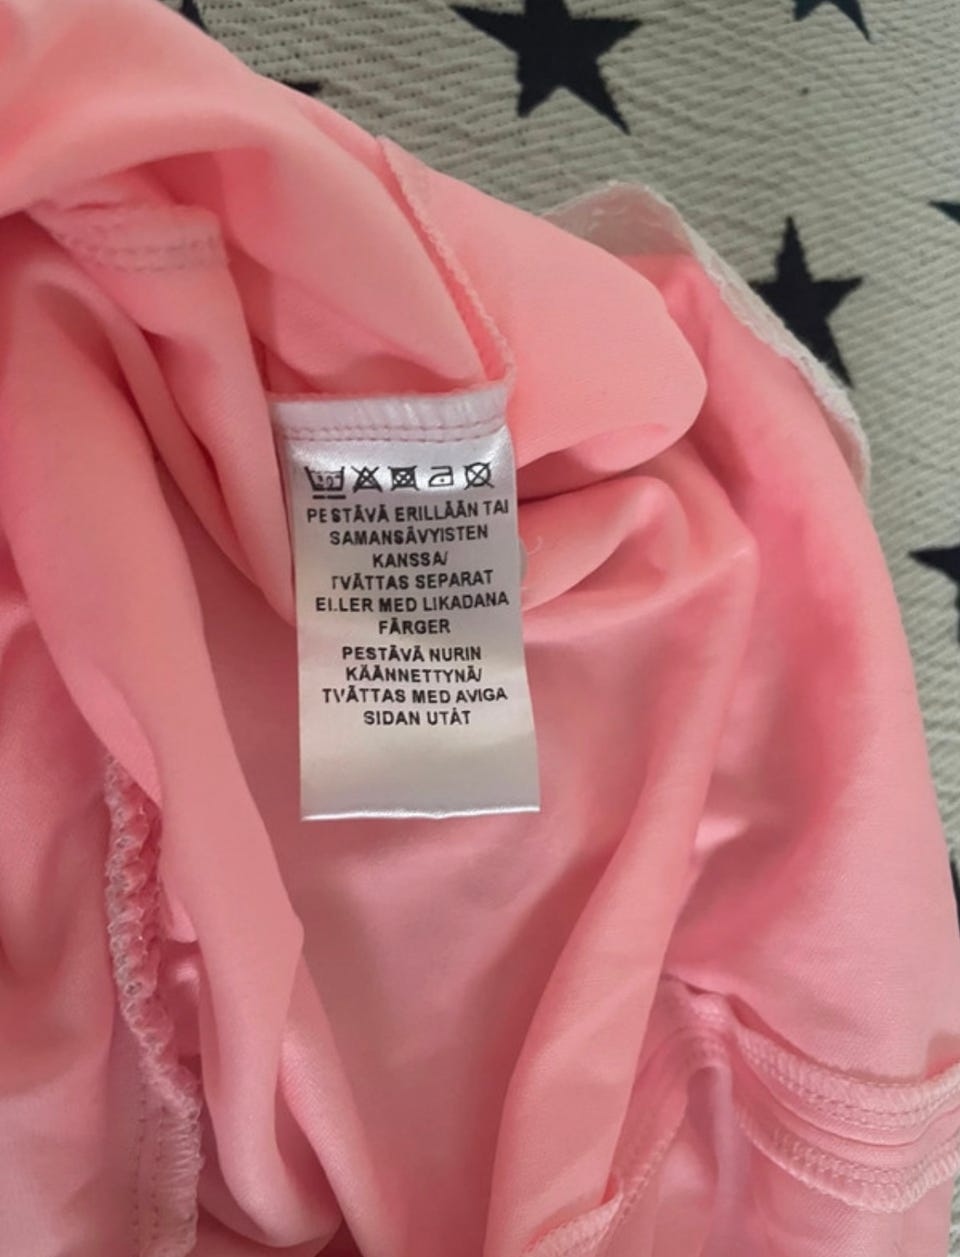 30
PESTÄVÄ ERILLÄÄN TAI
SAMANSÄVYISTEN
KANSSA/
TVÄTTAS SEPARAT
ELLER MED LIKADANA
FÄRGER
PESTÄVÄ NURIN
KÄÄNNETTYNÄ/
TVÄTTAS MED AVIGA
SIDAN UTÅT